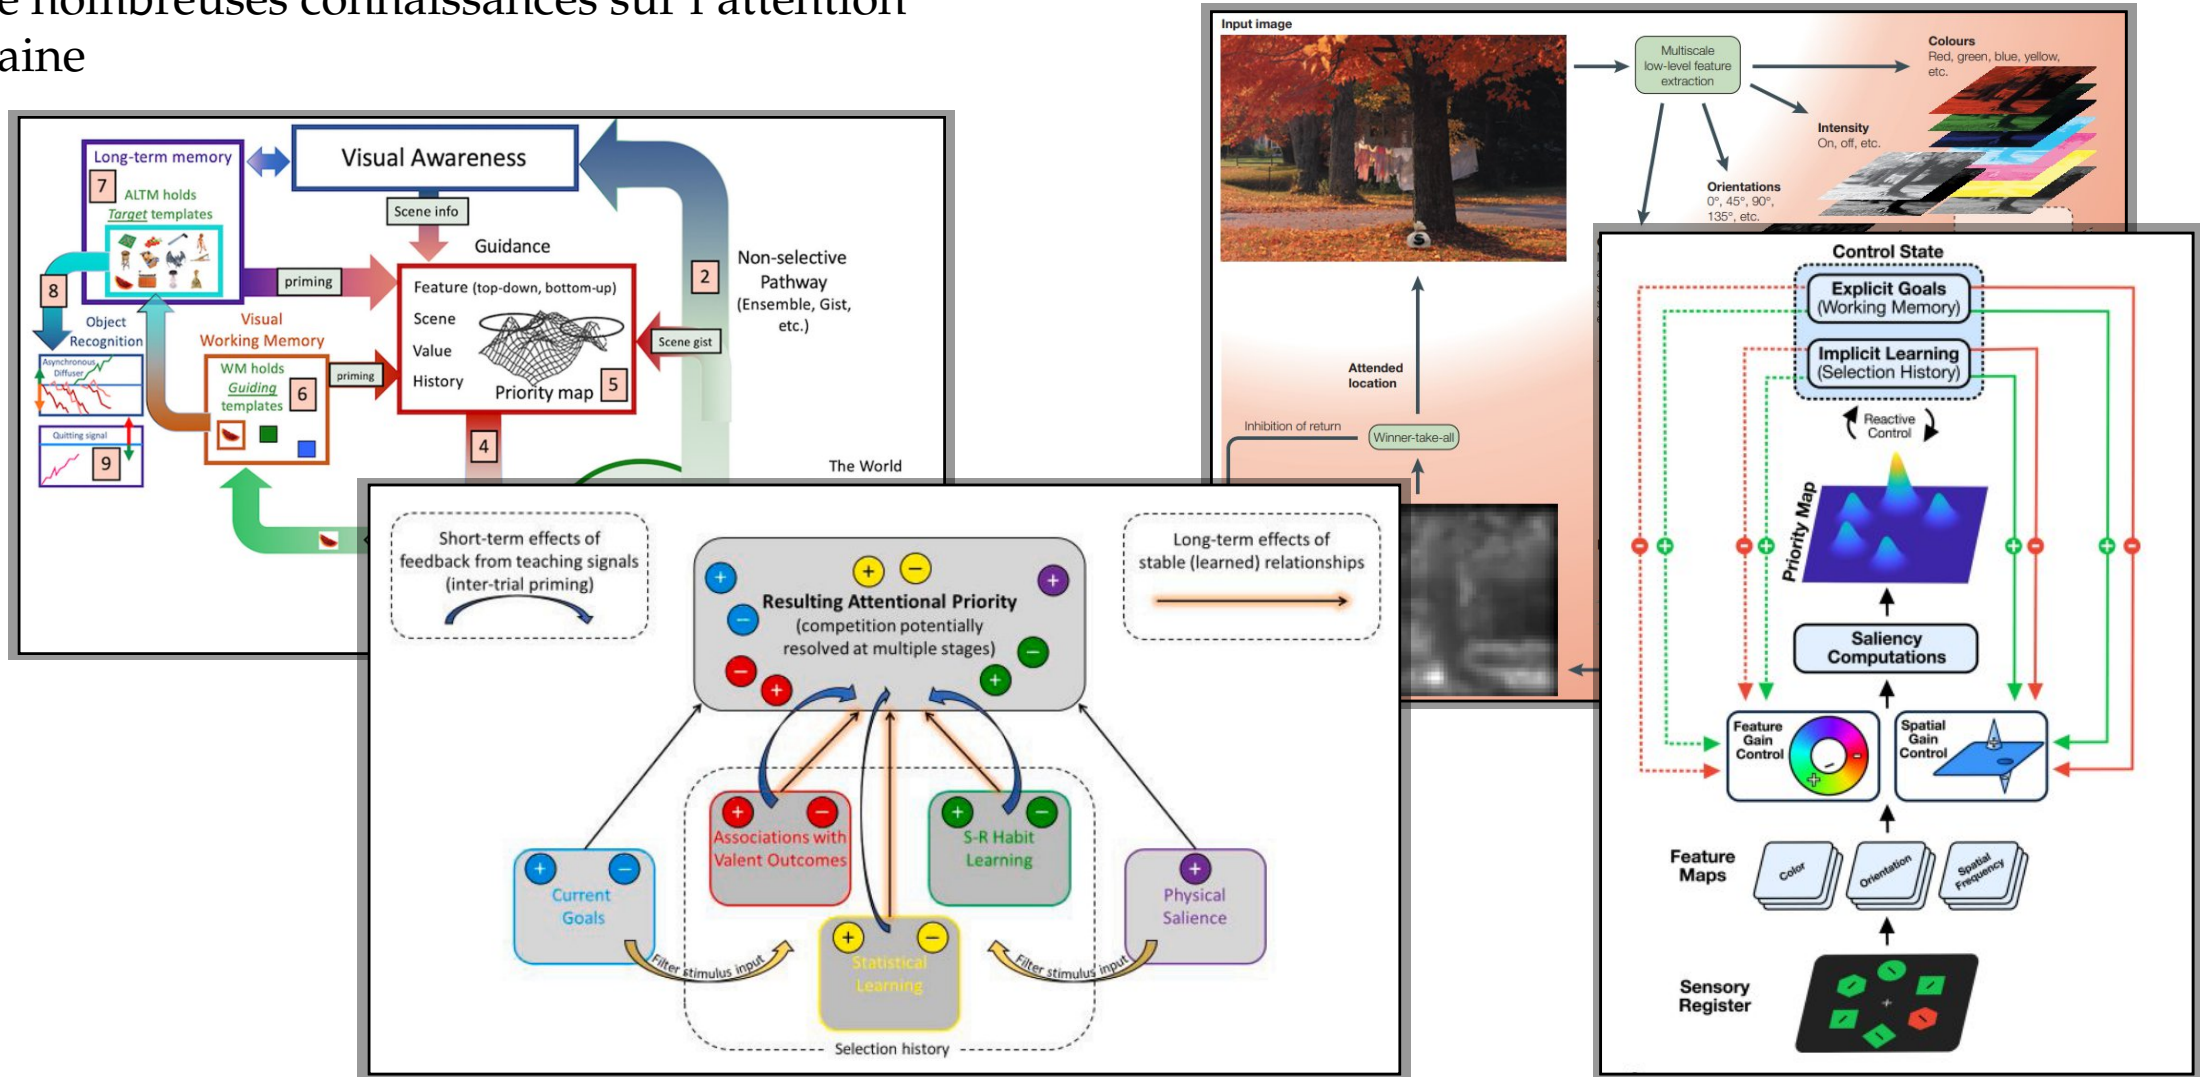 e nombreuses connaissances sur l'attention
aine
Long-term memory
7
ALTM holds
Target templates
Visual Awareness
Scene info
Guidance
priming
Feature (top-down, bottom-up)
Scene
Value
History
Priority map
5
2
Non-selective
Pathway
(Ensemble, Gist,
etc.)
Scene gist
8
Object
Recognition
Asynchronous
Diffuser
Quitting signal
9
Visual
Working Memory
WM holds
Guiding
templates
6
priming
4
The World
Input image
$
Multiscale
low-level feature
extraction
Colours
Red, green, blue, yellow,
etc.
Intensity
On, off, etc.
Orientations
0°, 45°, 90°,
135°, etc.
Attended
location
Inhibition of return
Winner-take-all
Short-term effects of
feedback from teaching signals
(inter-trial priming)
Long-term effects of
stable (learned) relationships
+ −
+
+
−
Resulting Attentional Priority
(competition potentially
resolved at multiple stages)
−
−
+
+
+ −
Associations with
Valent Outcomes
+ −
S-R Habit
Learning
+ −
Current
Goals
+
Physical
Salience
+ −
Statistical
Learning
Filter stimulus input
Filter stimulus input
Selection history
Control State
Explicit Goals
(Working Memory)
Implicit Learning
(Selection History)
Reactive
Control
Priority Map
− + − +
+ − + −
Saliency
Computations
Feature
Gain
Control
+ − −
Spatial
Gain
Control
Feature
Maps
Color
Orientation
Spatial
Frequency
Sensory
Register
+